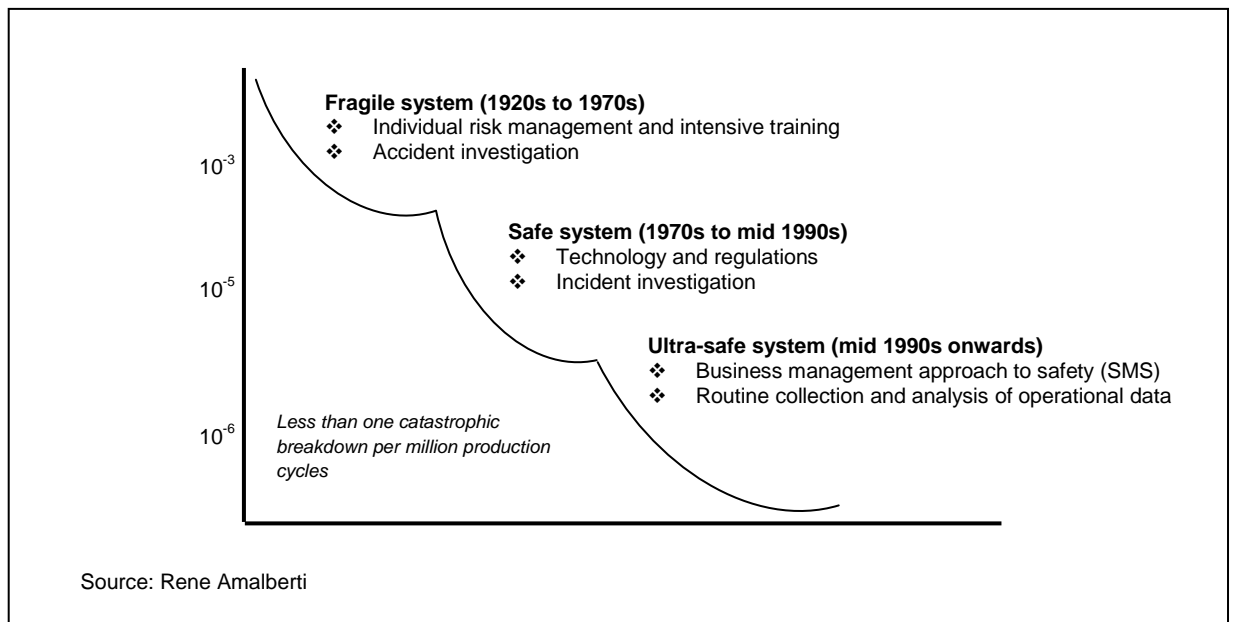 Fragile system (1920s to 1970s)
❖ Individual risk management and intensive training
❖ Accident investigation
10-3
Safe system (1970s to mid 1990s)
❖ Technology and regulations
❖ Incident investigation
10-5
Ultra-safe system (mid 1990s onwards)
❖ Business management approach to safety (SMS)
❖ Routine collection and analysis of operational data
10-6
Less than one catastrophic
breakdown per million production
cycles
Source: Rene Amalberti